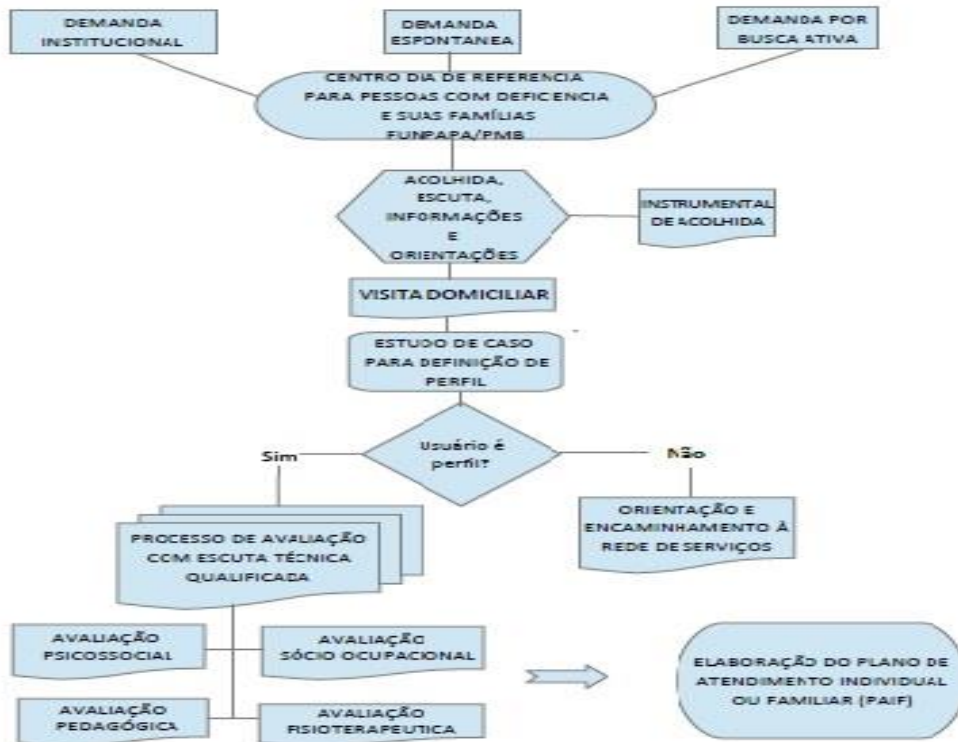 DEMANDA
INSTITUCIONAL
DEMANDA
ESPONTANEA
DEMANDA POR
BUSCA ATIVA
CENTRO DIA DE REFERENCIA
PARA PESSOAS COM DEFICIENCIA
E SUAS FAMÍLIAS
FUNPAPA/PMB
ACOLHIDA,
ESCUTA,
INFORMAÇÕES
E
ORIENTAÇÕES
INSTRUMENTAL
DE ACOLHIDA
VISITA DOMICILIAR
ESTUDO DE CASO
PARA DEFINIÇÃO DE
PERFIL
Usuário é
perfil?
Sim
Não
PROCESSO DE AVALIAÇÃO
COM ESCUTA TÉCNICA
QUALIFICADA
ORIENTAÇÃO E
ENCAMINHAMENTO À
REDE DE SERVIÇOS
AVALIAÇÃO
PSICOSSOCIAL
AVALIAÇÃO
SÓCIO OCUPACIONAL
AVALIAÇÃO
PEDAGÓGICA
AVALIAÇÃO
FISIOTERAPEUTICA
ELABORAÇÃO DO PLANO DE
ATENDIMENTO INDIVIDUAL
OU FAMILIAR (PAIF)